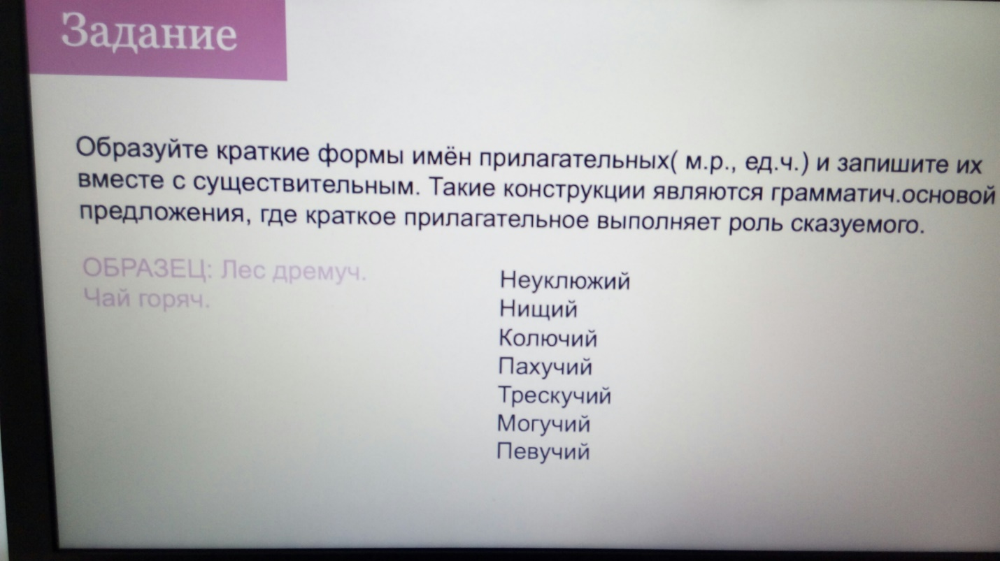 Задание
Образуйте краткие формы имён прилагательных( м.р., ед.ч.) и запишите их
вместе с существительным. Такие конструкции являются грамматич.основой
предложения, где краткое прилагательное выполняет роль сказуемого.
ОБРАЗЕЦ: Лес дремуч.
Чай горяч.
Неуклюжий
Нищий
Колючий
Пахучий
Трескучий
Могучий
Певучий